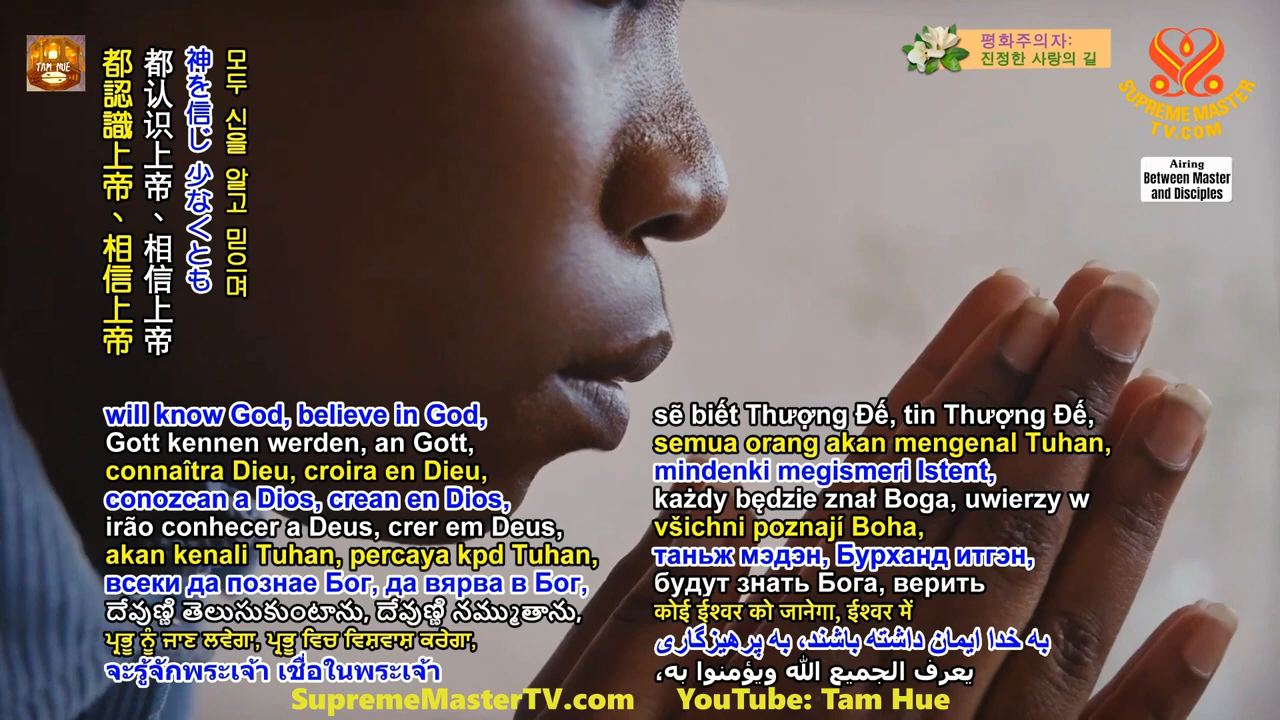 TAM HUE
都認識上帝、相信上帝
都认识上帝、相信上帝
神を信じ 少なくとも
모두 신을 알고 믿으며
평화주의자:
진정한 사랑의 길
SUPREME MASTER
TV.COM
Airing
Between Master
and Disciples
will know God, believe in God,
Gott kennen werden, an Gott,
connaîtra Dieu, croira en Dieu,
conozcan a Dios, crean en Dios,
irão conhecer a Deus, crer em Deus,
akan kenali Tuhan, percaya kpd Tuhan,
всеки да познае Бог, да вярва в Бог,
దేవుణ్ణి తెలుసుకుంటాను, దేవుణ్ణి నమ్ముతాను,
ਪ੍ਰਭੂ ਨੂੰ ਜਾਣ ਲਵੇਗਾ, ਪ੍ਰਭੂ ਵਿਚ ਵਿਸ਼ਵਾਸ਼ ਕਰੇਗਾ,
จะรู้จักพระเจ้า เชื่อในพระเจ้า
sẽ biết Thượng Đế, tin Thượng Đế,
semua orang akan mengenal Tuhan,
mindenki megismeri Istent,
każdy będzie znał Boga, uwierzy w
všichni poznají Boha,
таньж мэдэн, Бурханд итгэн,
будут знать Бога, верить
कोई ईश्वर को जानेगा, ईश्वर में
به خدا ایمان داشته باشند، به پرهیزگاری
يعرف الجميع الله ويؤمنوا به،
SupremeMasterTV.com YouTube: Tam Hue